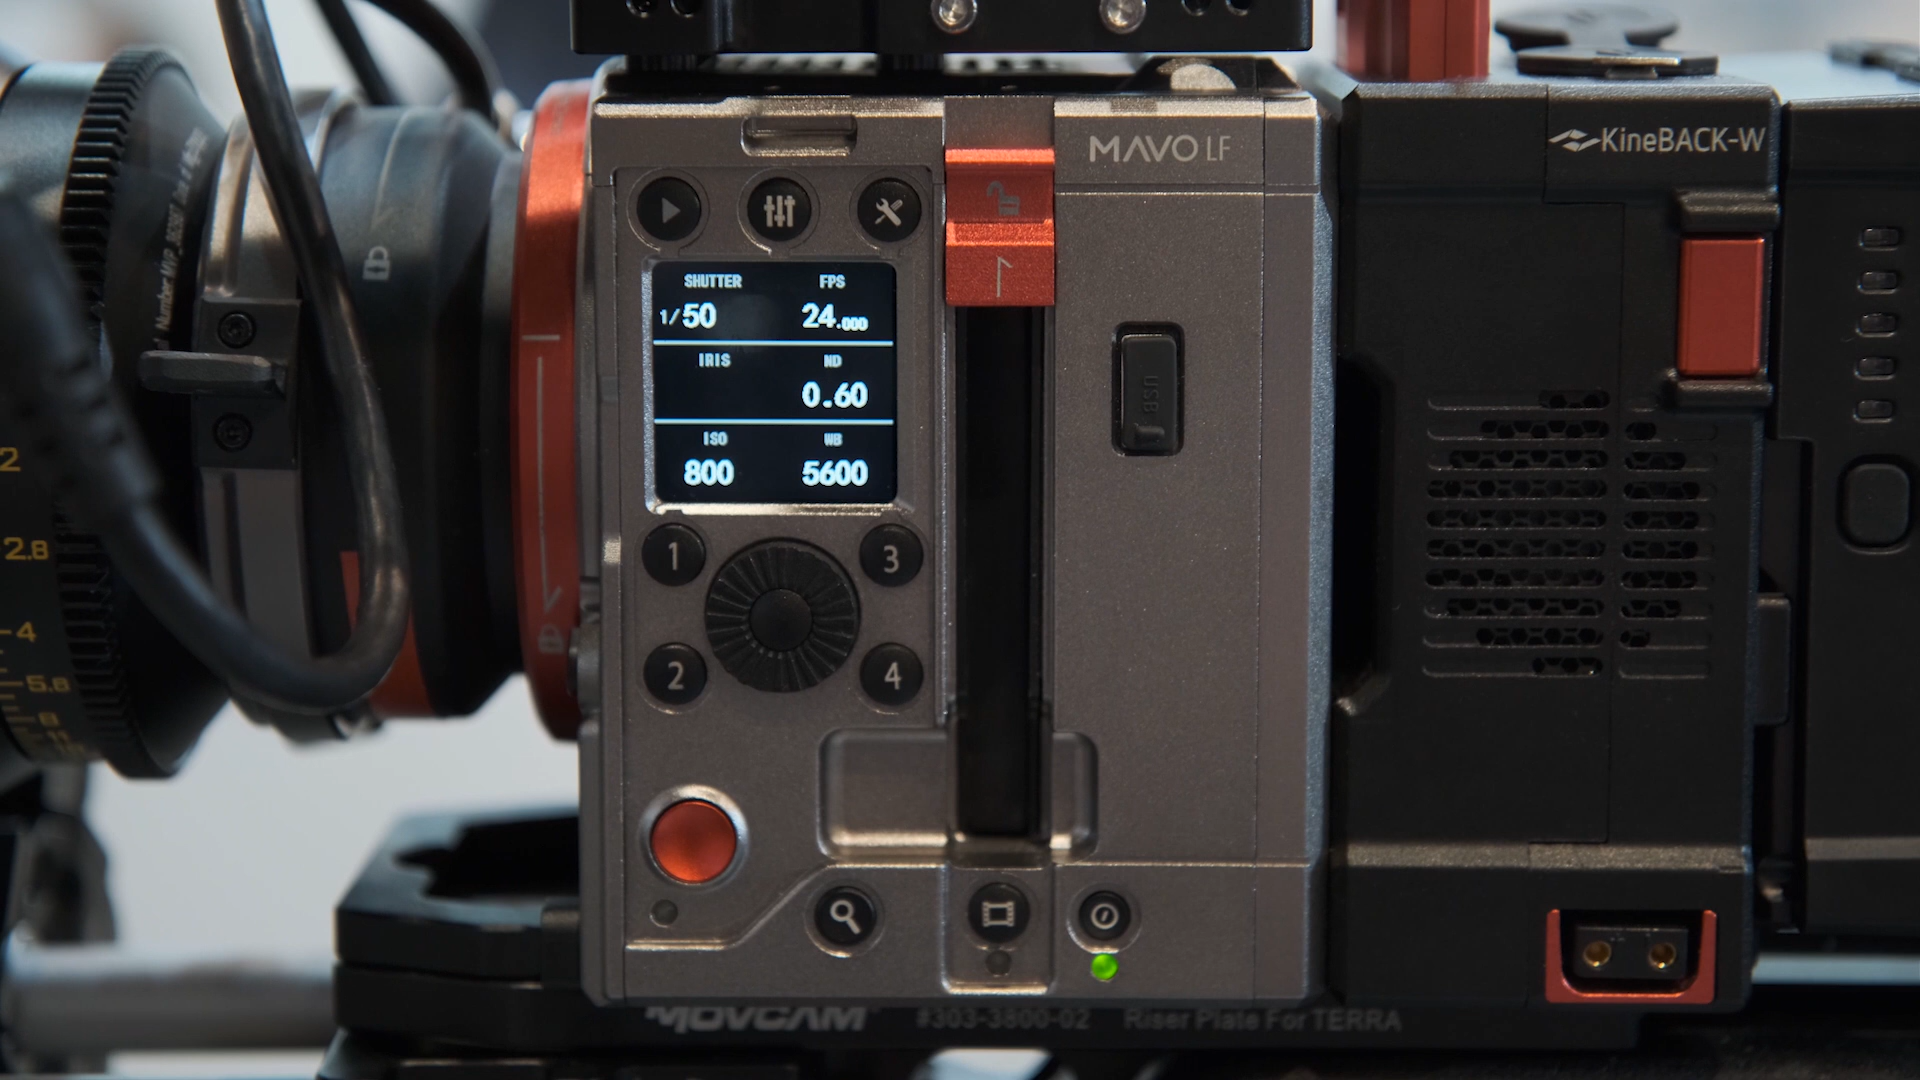 MAVO LF
KineBACK-W
SHUTTER FPS
1/50 24.000
IRIS ND
0.60
ISO WB
800 5600
USB
1 3
2 4
2
2.8
4
5.6
8
11
MOVCAM #303-3800-02 Riser Plate For TERRA